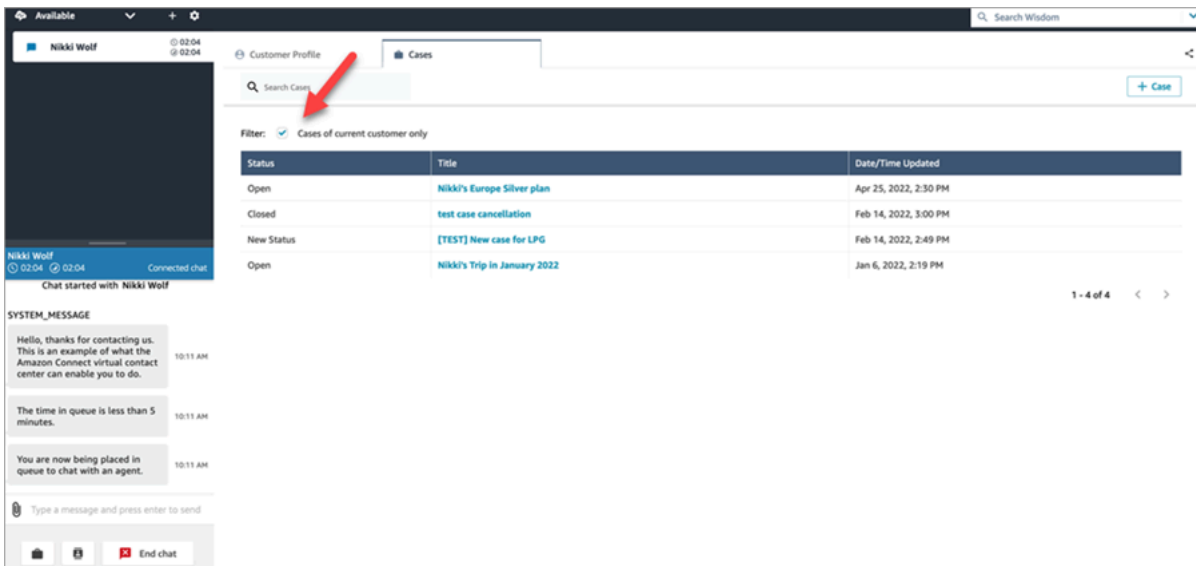 Available
Search Wisdom
Nikki Wolf
02:04
02:04
Customer Profile
Cases
Search Cases
+ Case
Filter: Cases of current customer only
Status Title Date/Time Updated
Open Nikki's Europe Silver plan Apr 25, 2022, 2:30 PM
Closed test case cancellation Feb 14, 2022, 3:00 PM
New Status [TEST] New case for LPG Feb 14, 2022, 2:49 PM
Open Nikki's Trip in January 2022 Jan 6, 2022, 2:19 PM
1 - 4 of 4
Nikki Wolf
02:04 02:04 Connected chat
Chat started with Nikki Wolf
SYSTEM_MESSAGE
Hello, thanks for contacting us.
This is an example of what the
Amazon Connect virtual contact
center can enable you to do.
10:11 AM
The time in queue is less than 5
minutes.
10:11 AM
You are now being placed in
queue to chat with an agent.
10:11 AM
Type a message and press enter to send
End chat